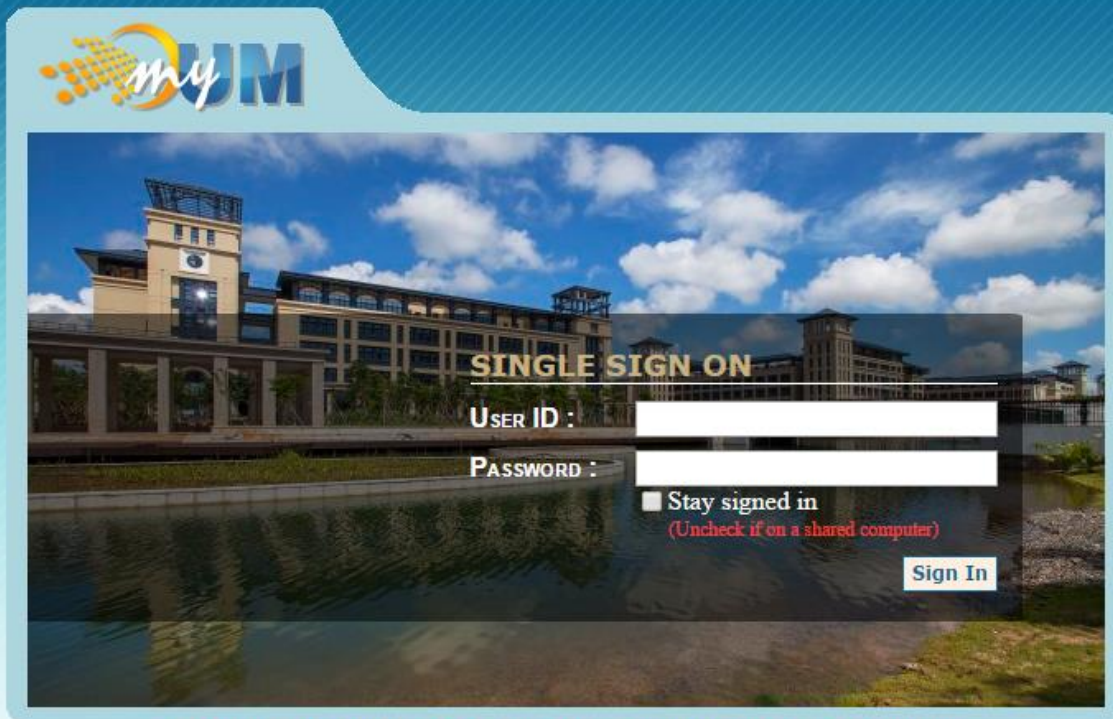 myUM
SINGLE SIGN ON
USER ID :
PASSWORD :
Stay signed in
(Uncheck if on a shared computer)
Sign In